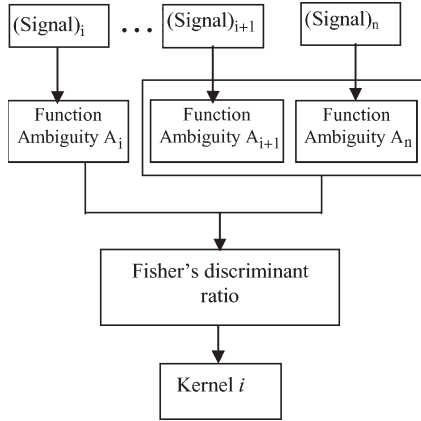 (Signal)i ... (Signal)i+1 (Signal)n
Function Ambiguity Ai
Function Ambiguity Ai+1
Function Ambiguity An
Fisher's discriminant
ratio
Kernel i